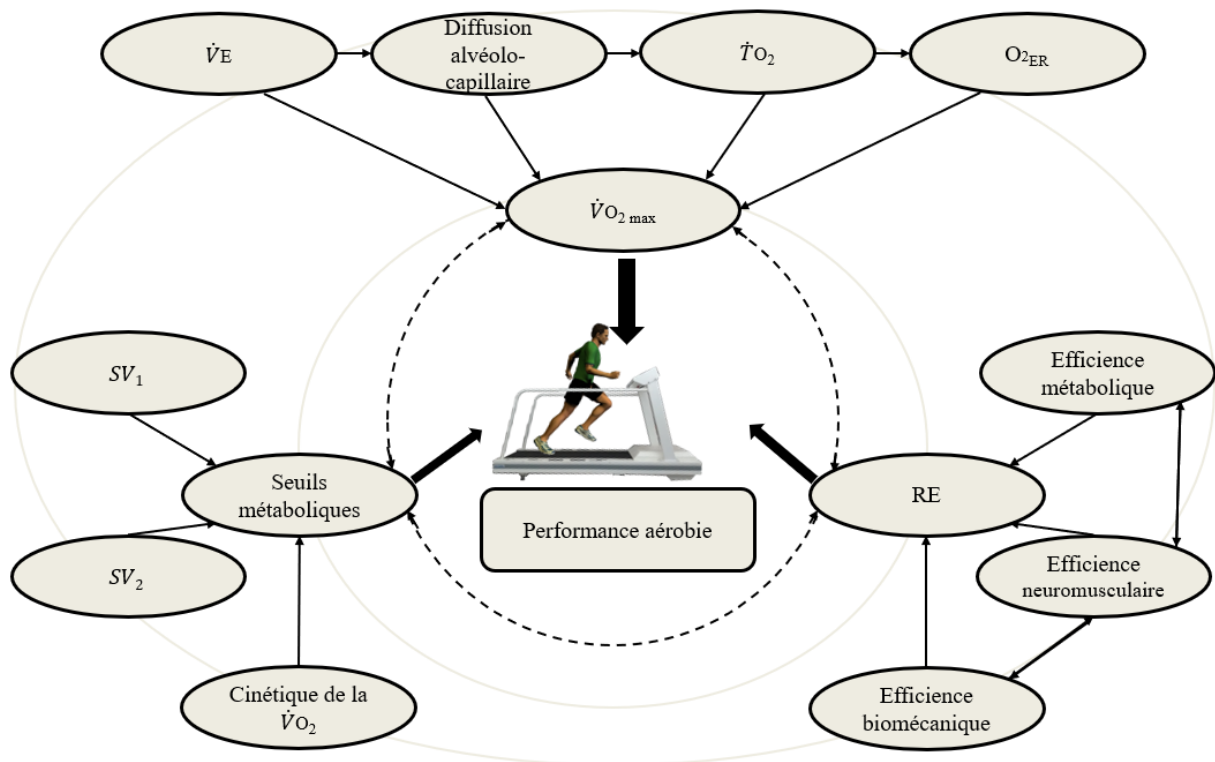 V̇E
Diffusion
alvéolo-
capillaire
ṪO₂
O²ER
V̇O₂ max
SV₁
Seuils
métaboliques
SV₂
Cinétique de la
V̇O₂
Performance aérobie
Efficience
métabolique
RE
Efficience
neuromusculaire
Efficience
biomécanique